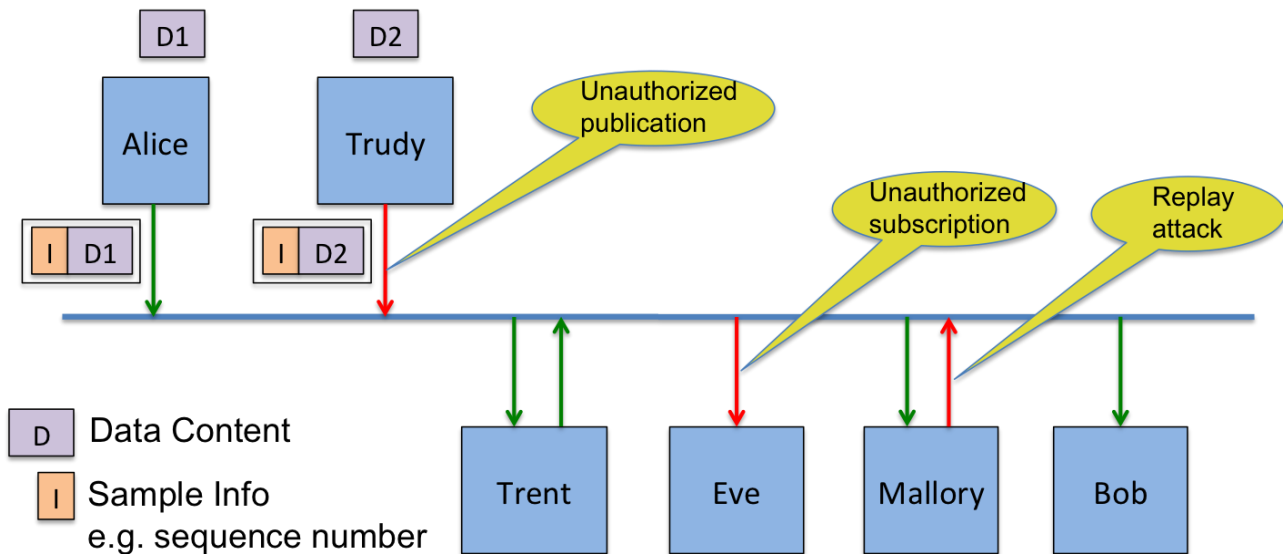 D1
D2
Alice
Trudy
Unauthorized
publication
Unauthorized
subscription
Replay
attack
I D1
I D2
D Data Content
I Sample Info
e.g. sequence number
Trent
Eve
Mallory
Bob